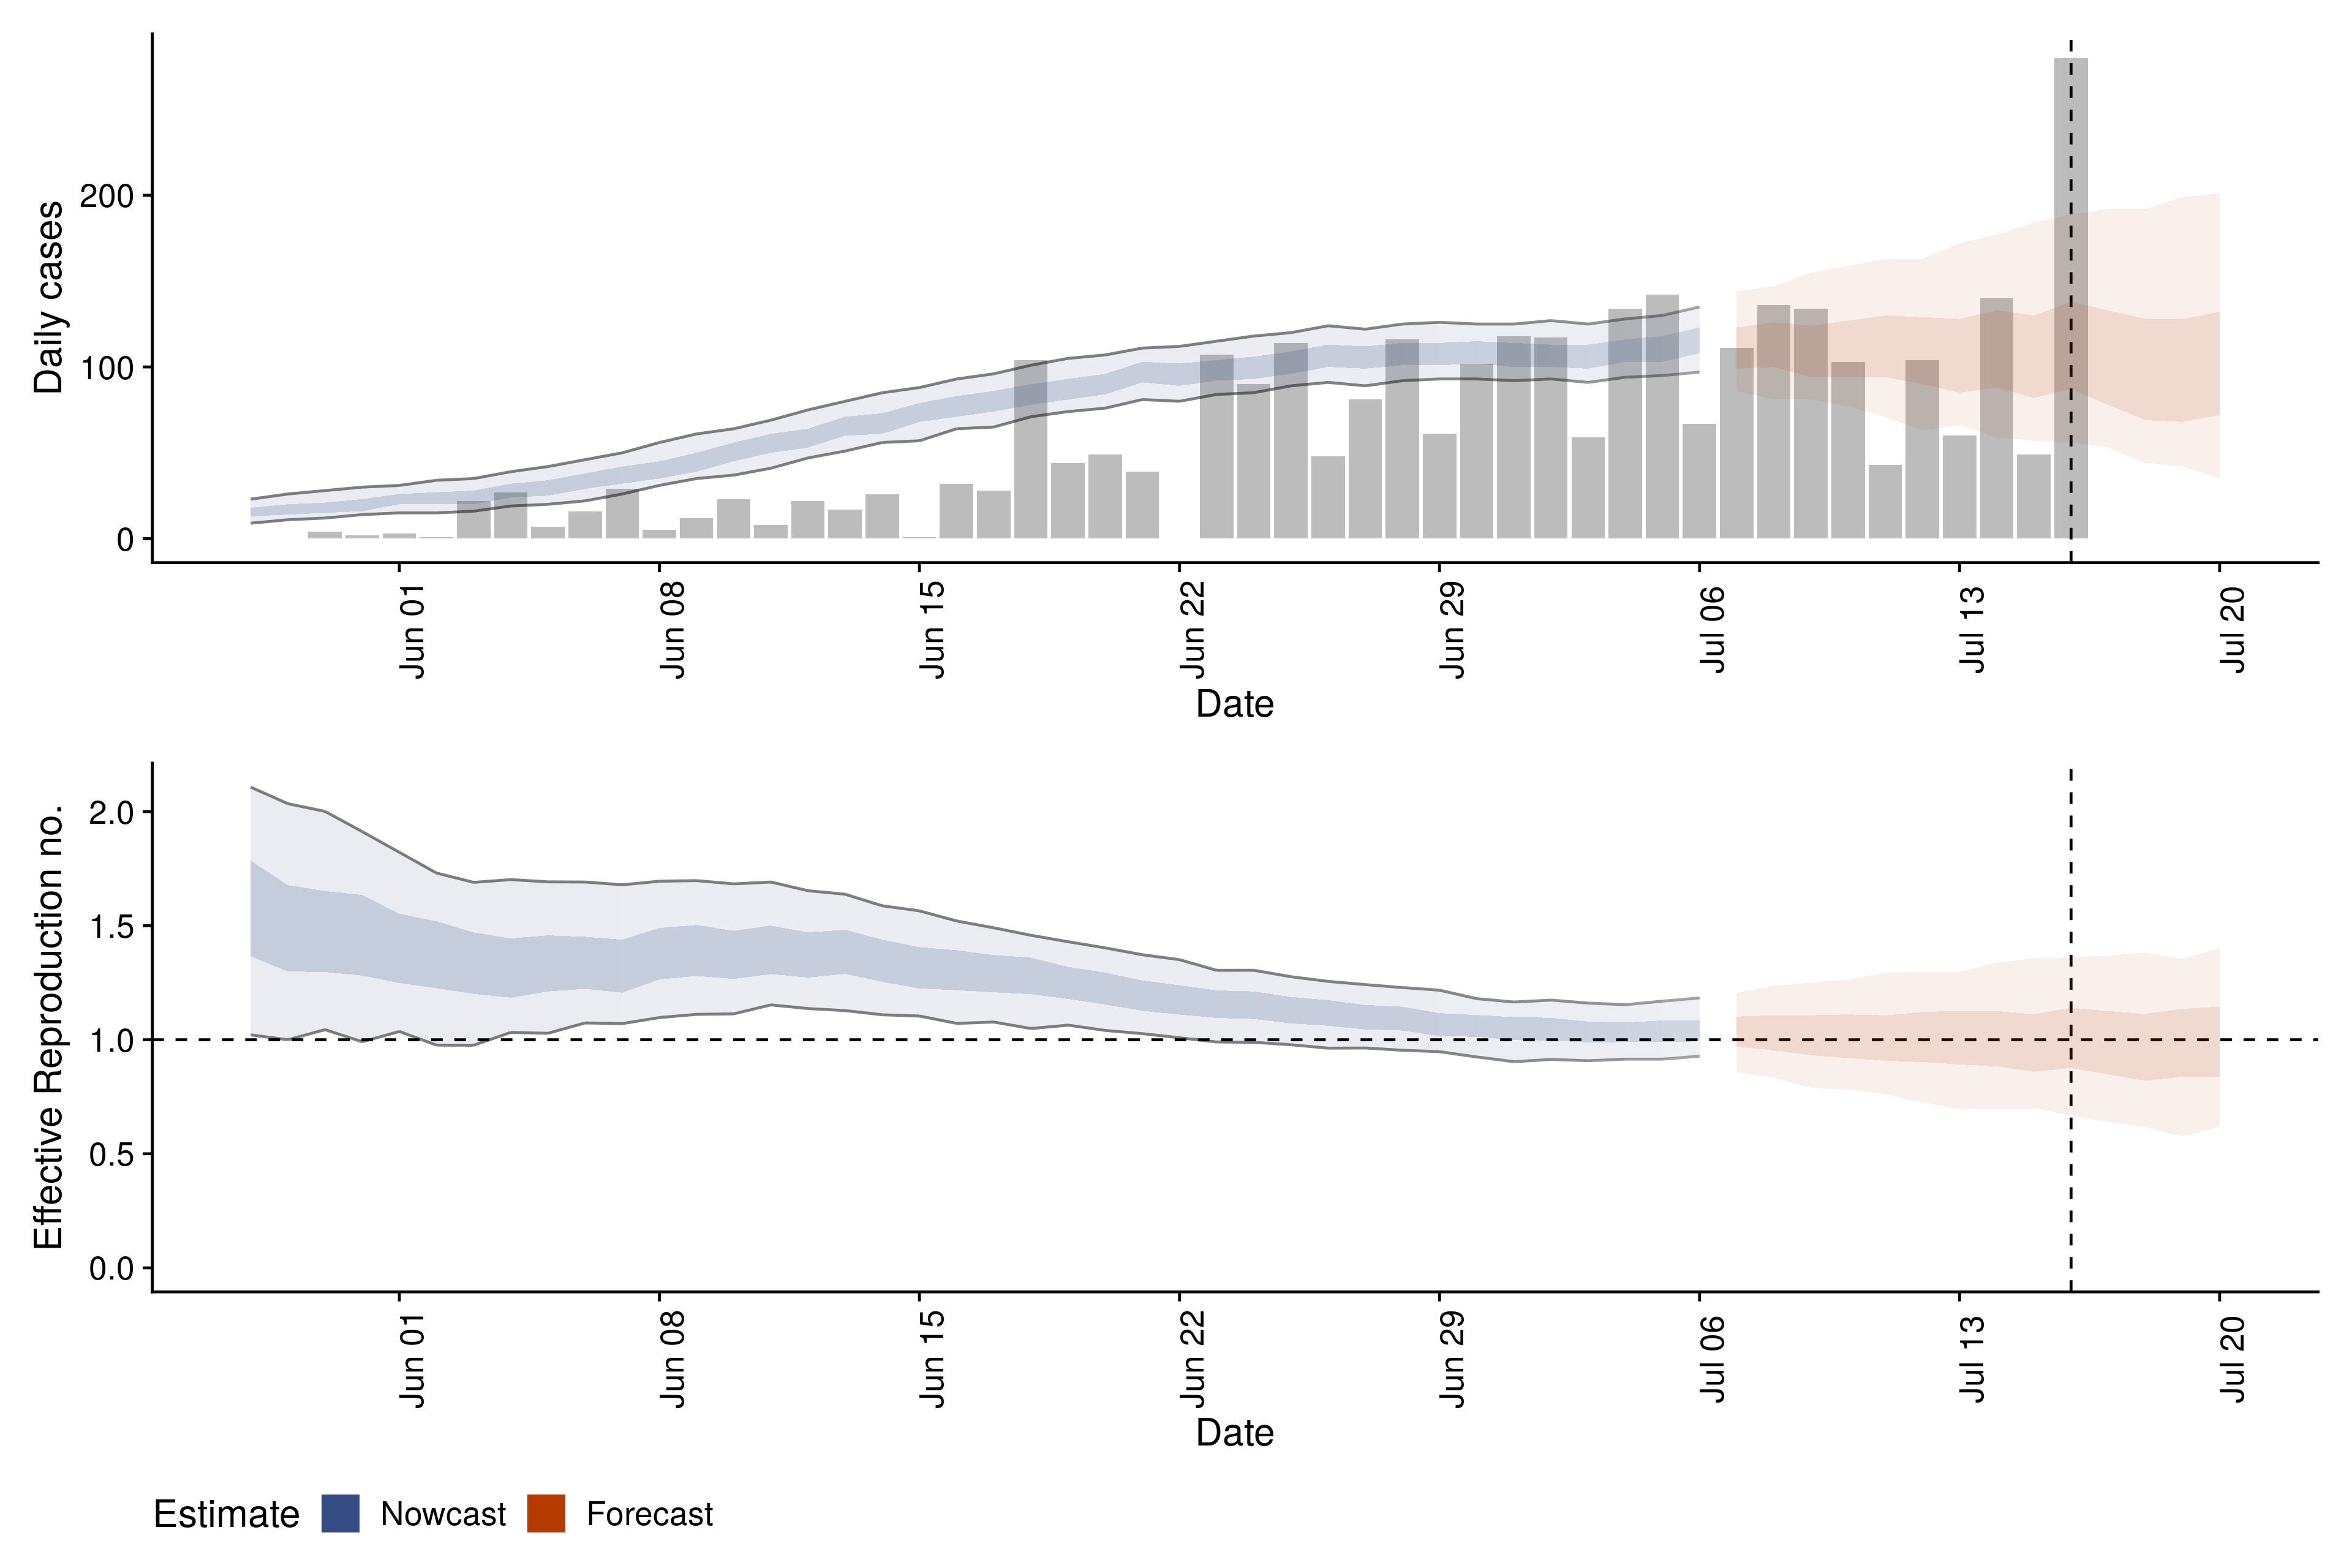 Daily cases
200
100
0
Jun 01
Jun 08
Jun 15
Jun 22
Jun 29
Jul 06
Jul 13
Jul 20
Date
Effective Reproduction no.
2.0
1.5
1.0
0.5
0.0
Jun 01
Jun 08
Jun 15
Jun 22
Jun 29
Jul 06
Jul 13
Jul 20
Date
Estimate Nowcast Forecast